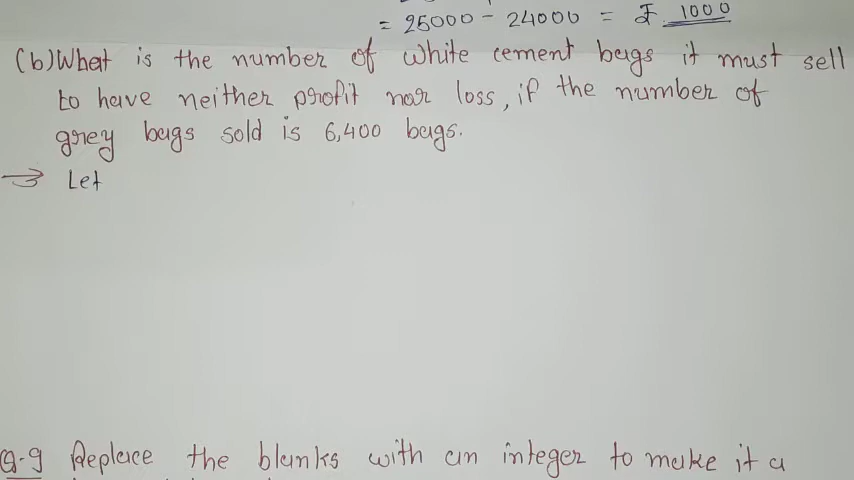 = 25000 - 24000 = ₹ 1000
(b) What is the number of white cement bags it must sell
to have neither profit nor loss, if the number of
grey bags sold is 6,400 bags.
→ Let
Q-9 Replace the blanks with an integer to make it a